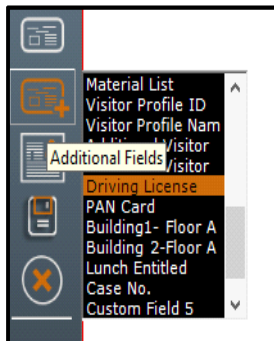 Material List
Visitor Profile ID
Visitor Profile Nam
Visitor
Additional Fields
Visitor
Driving License
PAN Card
Building1- Floor A
Building 2-Floor A
Lunch Entitled
Case No.
Custom Field 5